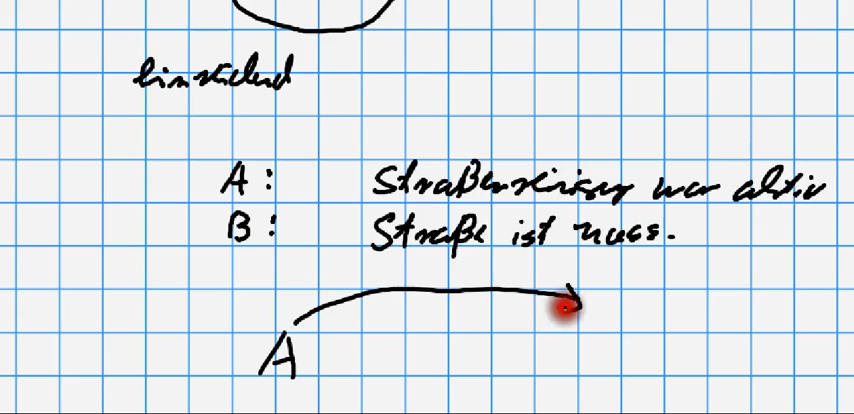 hinreichend
A: Straßenreinigung war aktiv
B: Straße ist nass.
A